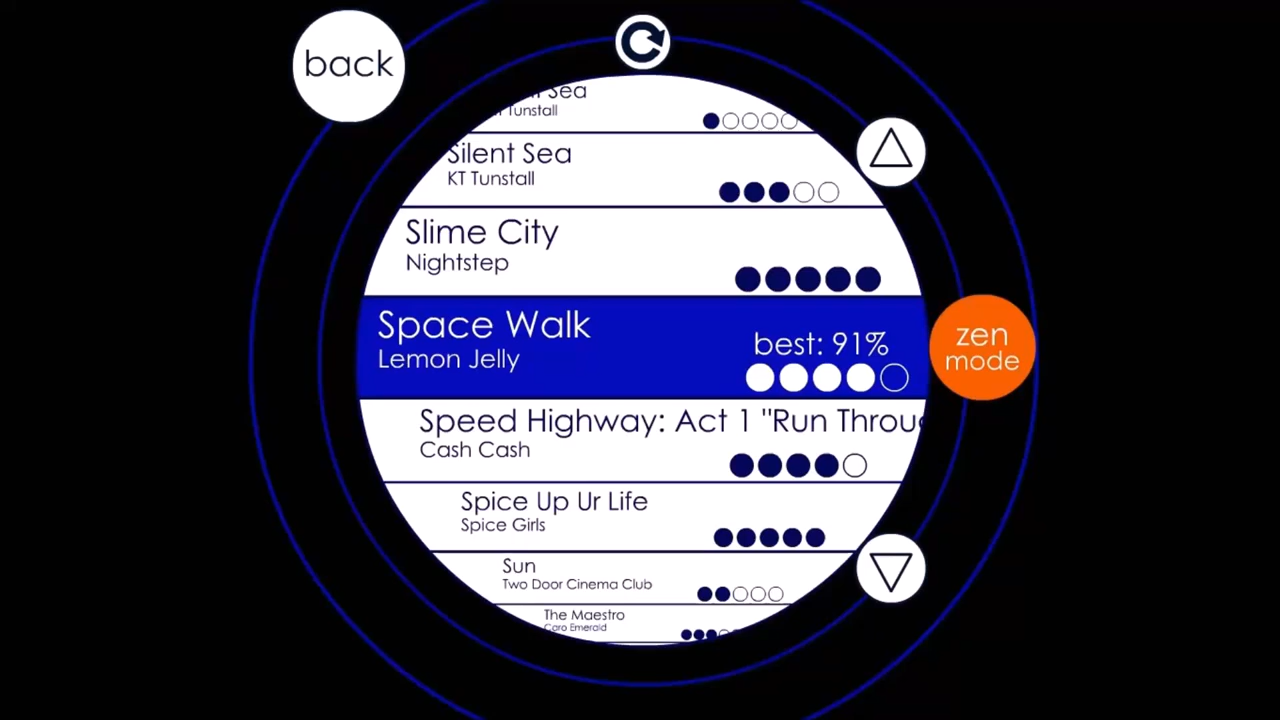 back
Sea
Tunstall
Silent Sea
KT Tunstall
Slime City
Nightstep
Space Walk
best: 91%
Lemon Jelly
zen
mode
Speed Highway: Act 1 "Run Throu
Cash Cash
Spice Up Ur Life
Spice Girls
Sun
Two Door Cinema Club
The Maestro
Caro Emerald